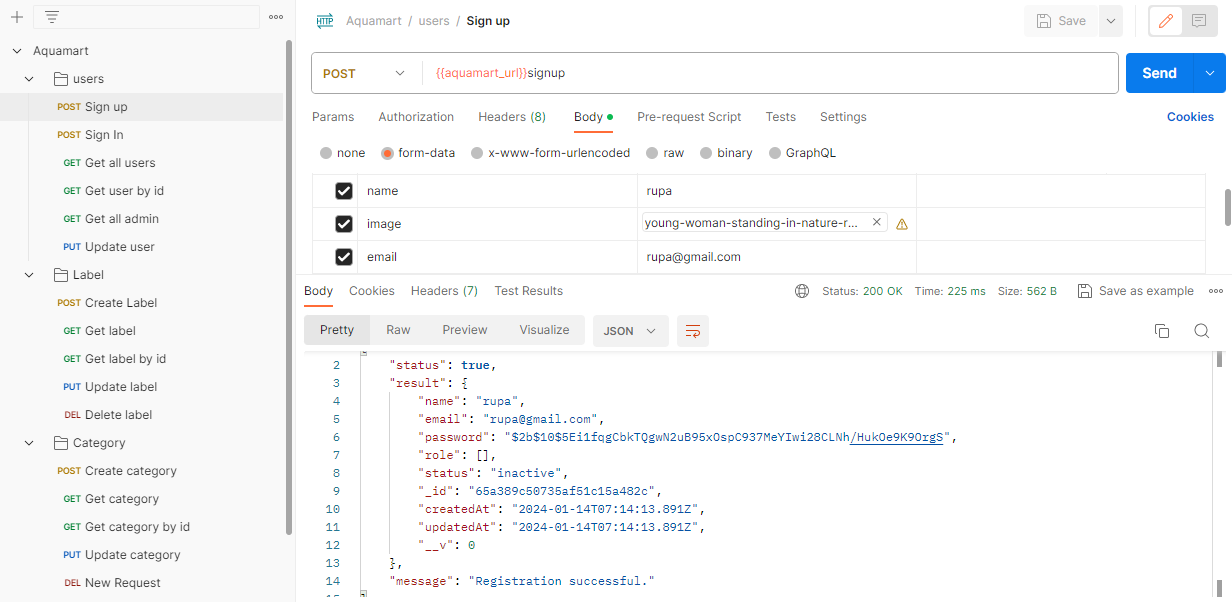 Aquamart
users
POST Sign up
POST Sign In
GET Get all users
GET Get user by id
GET Get all admin
PUT Update user
Label
POST Create Label
GET Get label
GET Get label by id
PUT Update label
DEL Delete label
Category
POST Create category
GET Get category
GET Get category by id
PUT Update category
DEL New Request
HTTP Aquamart / users / Sign up Save
POST {{aquamart_url}}signup Send
Params Authorization Headers (8) Body Pre-request Script Tests Settings Cookies
none form-data x-www-form-urlencoded raw binary GraphQL
name rupa
image young-woman-standing-in-nature-r...
email rupa@gmail.com
Body Cookies Headers (7) Test Results Status: 200 OK Time: 225 ms Size: 562 B Save as example
Pretty Raw Preview Visualize JSON
2 "status": true,
3 "result": {
4 "name": "rupa",
5 "email": "rupa@gmail.com",
6 "password": "$2b$10$5Ei1fqgCbkTQgwN2uB95xOspC937MeYIwi28CLNh/HukOe9K9OrgS",
7 "role": [],
8 "status": "inactive",
9 "_id": "65a389c50735af51c15a482c",
10 "createdAt": "2024-01-14T07:14:13.891Z",
11 "updatedAt": "2024-01-14T07:14:13.891Z",
12 "__v": 0
13 },
14 "message": "Registration successful."